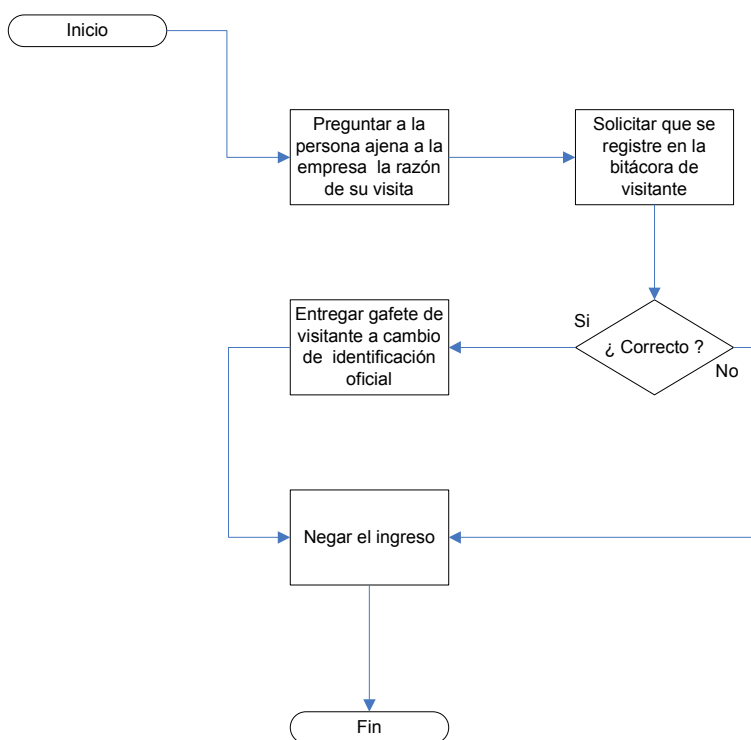 Inicio
Preguntar a la
persona ajena a la
empresa la razón
de su visita
Solicitar que se
registre en la
bitácora de
visitante
Entregar gafete de
visitante a cambio
de identificación
oficial
Si
¿ Correcto ?
No
Negar el ingreso
Fin